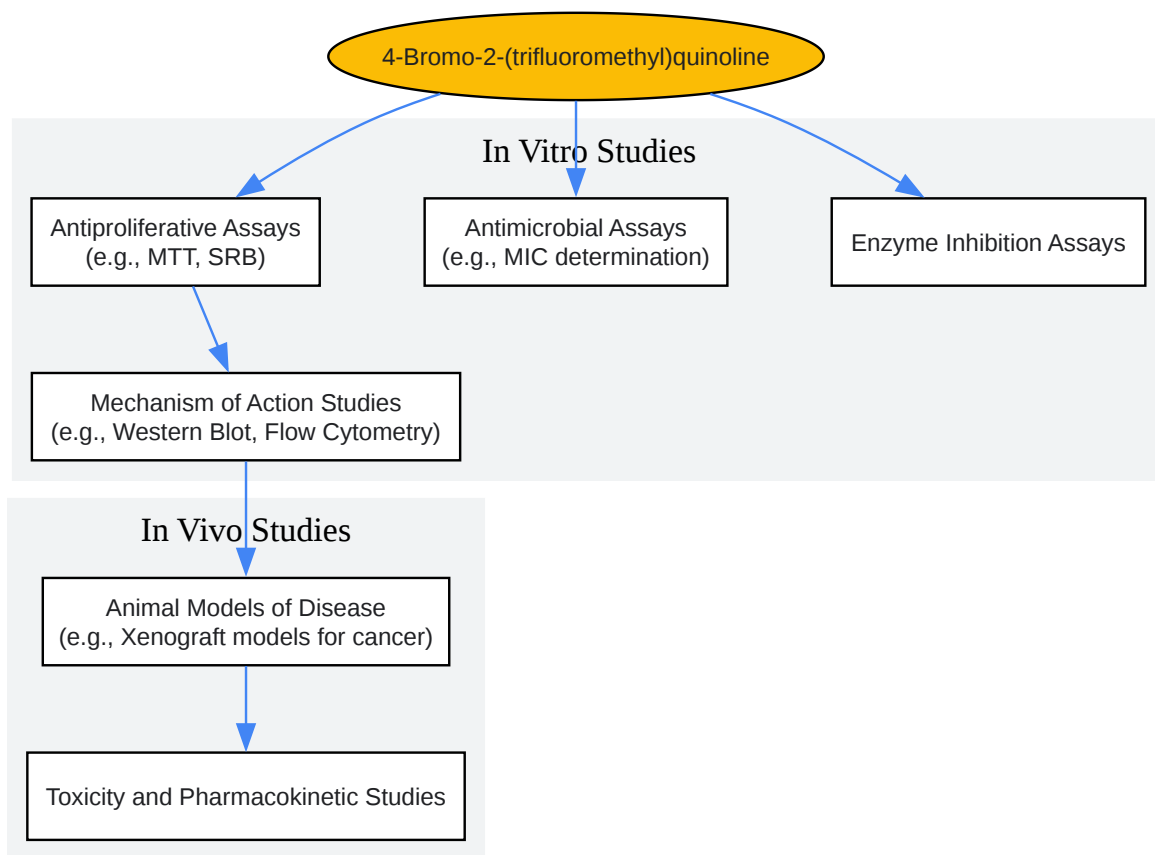 4-Bromo-2-(trifluoromethyl)quinoline
In Vitro Studies
Antiproliferative Assays
(e.g., MTT, SRB)
Antimicrobial Assays
(e.g., MIC determination)
Enzyme Inhibition Assays
Mechanism of Action Studies
(e.g., Western Blot, Flow Cytometry)
In Vivo Studies
Animal Models of Disease
(e.g., Xenograft models for cancer)
Toxicity and Pharmacokinetic Studies